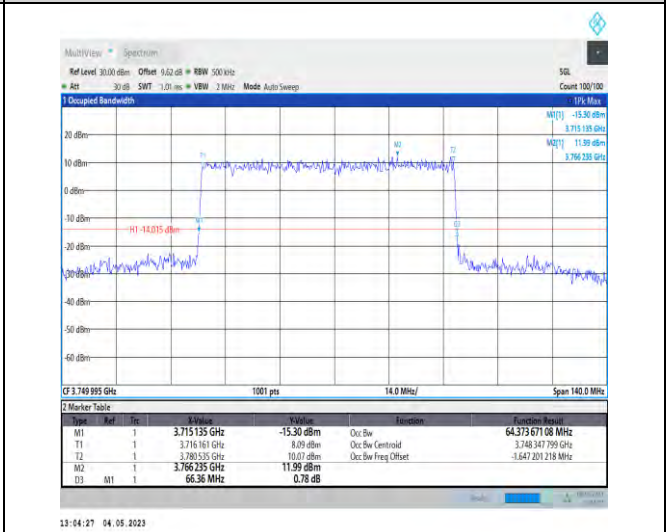 MultiView Spectrum
Ref Level 30.00 dBm Offset 9.62 dB RBW 500 kHz SGL
Att 30 dB SWT 1.01 ms VBW 2 MHz Mode Auto Sweep Count 100/100
1 Occupied Bandwidth 1Pk Max
M1[1] -15.30 dBm
3.715 135 GHz
M2[1] 11.99 dBm
3.766 235 GHz
20 dBm
M2
T1 T2
10 dBm
0 dBm
-10 dBm
M1 D3
H1 -14.015 dBm
-20 dBm
-30 dBm
-40 dBm
-50 dBm
-60 dBm
CF 3.749 995 GHz 1001 pts 14.0 MHz/ Span 140.0 MHz
2 Marker Table
Type Ref Trc X-Value Y-Value Function Function Result
M1 1 3.715 135 GHz -15.30 dBm Occ Bw 64.373 671 08 MHz
T1 1 3.716 161 GHz 8.09 dBm Occ Bw Centroid 3.748 347 799 GHz
T2 1 3.780 535 GHz 10.07 dBm Occ Bw Freq Offset -1.647 201 218 MHz
M2 1 3.766 235 GHz 11.99 dBm
D3 M1 1 66.36 MHz 0.78 dB
13:04:27 04.05.2023